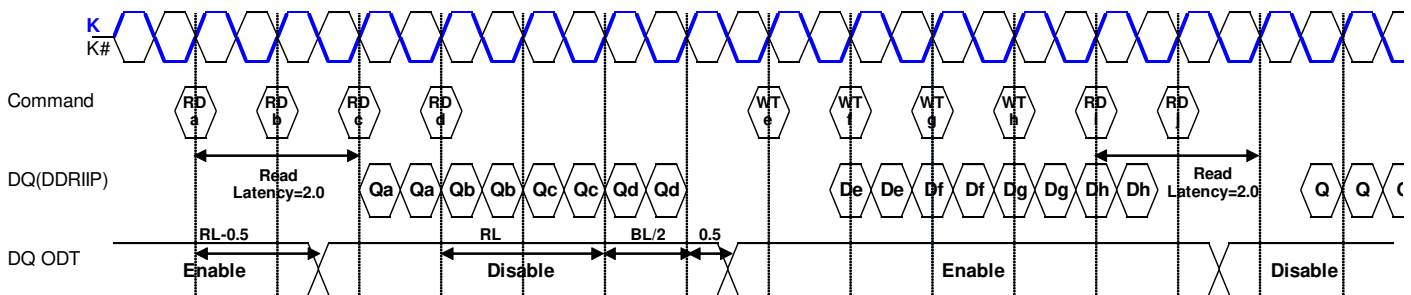 K
K#
Command
RD a RD b RD c RD d WT e WT f WT g WT h RD i RD j
Read Latency=2.0
Read Latency=2.0
DQ(DDRIIP)
Qa Qa Qb Qb Qc Qc Qd Qd De De Df Df Dg Dg Dh Dh Q Q
RL-0.5 RL BL/2 0.5
DQ ODT
Enable Disable Enable Disable